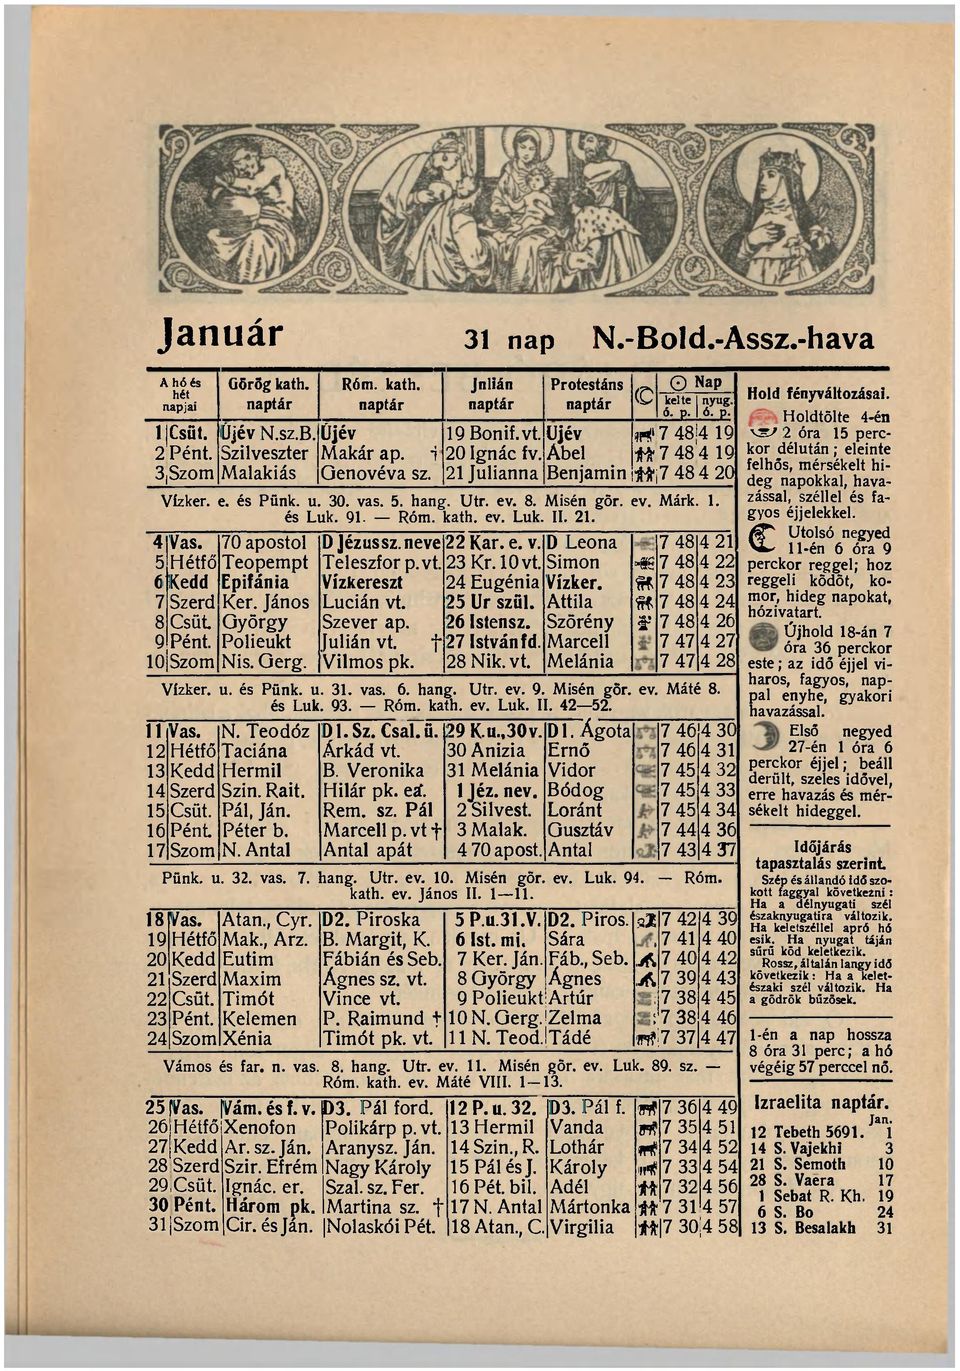 Január 31 nap N.-Bold.-Assz.-hava
A hó és hét napjai | Görög kath. naptár | Róm. kath. naptár | Jnlián naptár | Protestáns naptár | ☾ | ☉ Nap kelte ó. p. | nyug. ó. p.
1 Csüt. Újév N.sz.B. Újév 19 Bonif. vt. Újév 7 48 4 19
2 Pént. Szilveszter Makár ap. † 20 Ignác fv. Ábel 7 48 4 19
3 Szom Malakiás Genovéva sz. 21 Julianna Benjamin 7 48 4 20
Vízker. e. és Pünk. u. 30. vas. 5. hang. Utr. ev. 8. Misén gör. ev. Márk. 1.
és Luk. 91. — Róm. kath. ev. Luk. II. 21.
4 Vas. 70 apostol D Jézus sz. neve 22 Kar. e. v. D Leona 7 48 4 21
5 Hétfő Teopempt Teleszfor p. vt. 23 Kr. 10 vt. Simon 7 48 4 22
6 Kedd Epifánia Vízkereszt 24 Eugénia Vízker. 7 48 4 23
7 Szerd Ker. János Lucián vt. 25 Ur szül. Attila 7 48 4 24
8 Csüt. György Szever ap. 26 Istensz. Szörény 7 48 4 26
9 Pént. Polieukt Julián vt. † 27 István fd. Marcell 7 47 4 27
10 Szom Nis. Gerg. Vilmos pk. 28 Nik. vt. Melánia 7 47 4 28
Vízker. u. és Pünk. u. 31. vas. 6. hang. Utr. ev. 9. Misén gör. ev. Máté 8.
és Luk. 93. — Róm. kath. ev. Luk. II. 42—52.
11 Vas. N. Teodóz D1. Sz. Csal. ü. 29 K.u.,30v. D1. Ágota 7 46 4 30
12 Hétfő Taciána Árkád vt. 30 Anizia Ernő 7 46 4 31
13 Kedd Hermil B. Veronika 31 Melánia Vidor 7 45 4 32
14 Szerd Szin. Rait. Hilár pk. ea. 1 Jéz. nev. Bódog 7 45 4 33
15 Csüt. Pál, Ján. Rem. sz. Pál 2 Silvest. Loránt 7 45 4 34
16 Pént. Péter b. Marcell p. vt † 3 Malak. Gusztáv 7 44 4 36
17 Szom N. Antal Antal apát 4 70 apost. Antal 7 43 4 37
Pünk. u. 32. vas. 7. hang. Utr. ev. 10. Misén gör. ev. Luk. 94. — Róm.
kath. ev. János II. 1—11.
18 Vas. Atan., Cyr. D2. Piroska 5 P.u.31.V. D2. Piros. 7 42 4 39
19 Hétfő Mak., Arz. B. Margit, K. 6 Ist. mi. Sára 7 41 4 40
20 Kedd Eutim Fábián és Seb. 7 Ker. Ján. Fáb., Seb. 7 40 4 42
21 Szerd Maxim Ágnes sz. vt. 8 György Ágnes 7 39 4 43
22 Csüt. Timót Vince vt. 9 Polieukt Artúr 7 38 4 45
23 Pént. Kelemen P. Raimund † 10 N. Gerg. Zelma 7 38 4 46
24 Szom Xénia Timót pk. vt. 11 N. Teod. Tádé 7 37 4 47
Vámos és far. n. vas. 8. hang. Utr. ev. 11. Misén gör. ev. Luk. 89. sz. —
Róm. kath. ev. Máté VIII. 1—13.
25 Vas. Vám. és f. v. D3. Pál ford. 12 P. u. 32. D3. Pál f. 7 36 4 49
26 Hétfő Xenofon Polikárp p. vt. 13 Hermil Vanda 7 35 4 51
27 Kedd Ar. sz. Ján. Aranysz. Ján. 14 Szin., R. Lothár 7 34 4 52
28 Szerd Szir. Efrém Nagy Károly 15 Pál és J. Károly 7 33 4 54
29 Csüt. Ignác. er. Szal. sz. Fer. 16 Pét. bil. Adél 7 32 4 56
30 Pént. Három pk. Martina sz. † 17 N. Antal Mártonka 7 31 4 57
31 Szom Cir. és Ján. Nolaskói Pét. 18 Atan., C. Virgilia 7 30 4 58
Hold fényváltozásai.
Holdtölte 4-én
2 óra 15 perc-
kor délután ; eleinte
felhős, mérsékelt hi-
deg napokkal, hava-
zással, széllel és fa-
gyos éjjelekkel.
Utolsó negyed
11-én 6 óra 9
perckor reggel; hoz
reggeli ködöt, ko-
mor, hideg napokat,
hózivatart.
Újhold 18-án 7
óra 36 perckor
este ; az idő éjjel vi-
haros, fagyos, nap-
pal enyhe, gyakori
havazással.
Első negyed
27-én 1 óra 6
perckor éjjel ; beáll
derült, szeles idővel,
erre havazás és mér-
sékelt hideggel.
Időjárás
tapasztalás szerint.
Szép és állandó idő szo-
kott faggyal következni :
Ha a délnyugati szél
északnyugatira változik.
Ha keletszéllel apró hó
esik. Ha nyugat táján
sűrü köd keletkezik.
Rossz, általán langy idő
következik : Ha a kelet-
északi szél változik. Ha
a gödrök bűzösek.
1-én a nap hossza
8 óra 31 perc ; a hó
végéig 57 perccel nő.
Izraelita naptár.
Jan.
12 Tebeth 5691. 1
14 S. Vajekhi 3
21 S. Semoth 10
28 S. Vaëra 17
1 Sebat R. Kh. 19
6 S. Bo 24
13 S. Besalakh 31